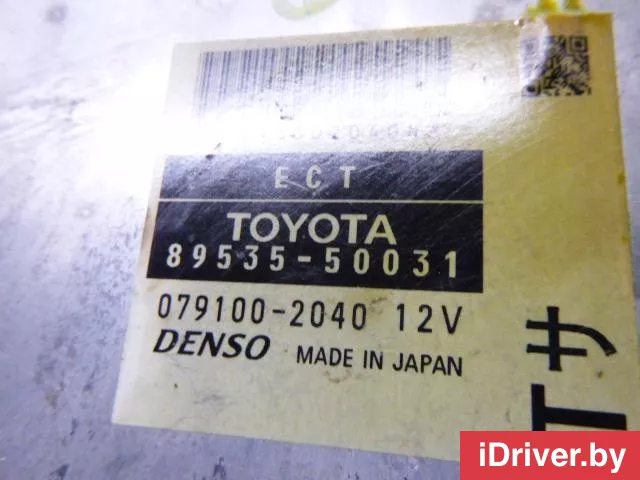 ECT
TOYOTA
89535-50031
079100-2040 12V
DENSO MADE IN JAPAN
iDriver.by